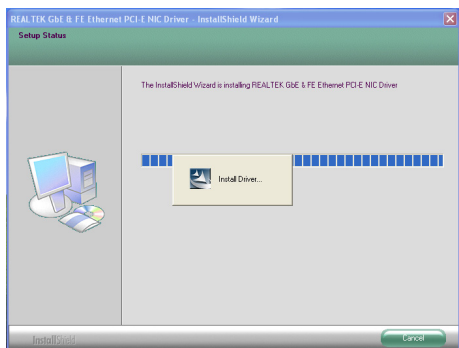 REALTEK GbE & FE Ethernet PCI-E NIC Driver - InstallShield Wizard
Setup Status
The InstallShield Wizard is installing REALTEK GbE & FE Ethernet PCI-E NIC Driver
Install Driver...
InstallShield
Cancel